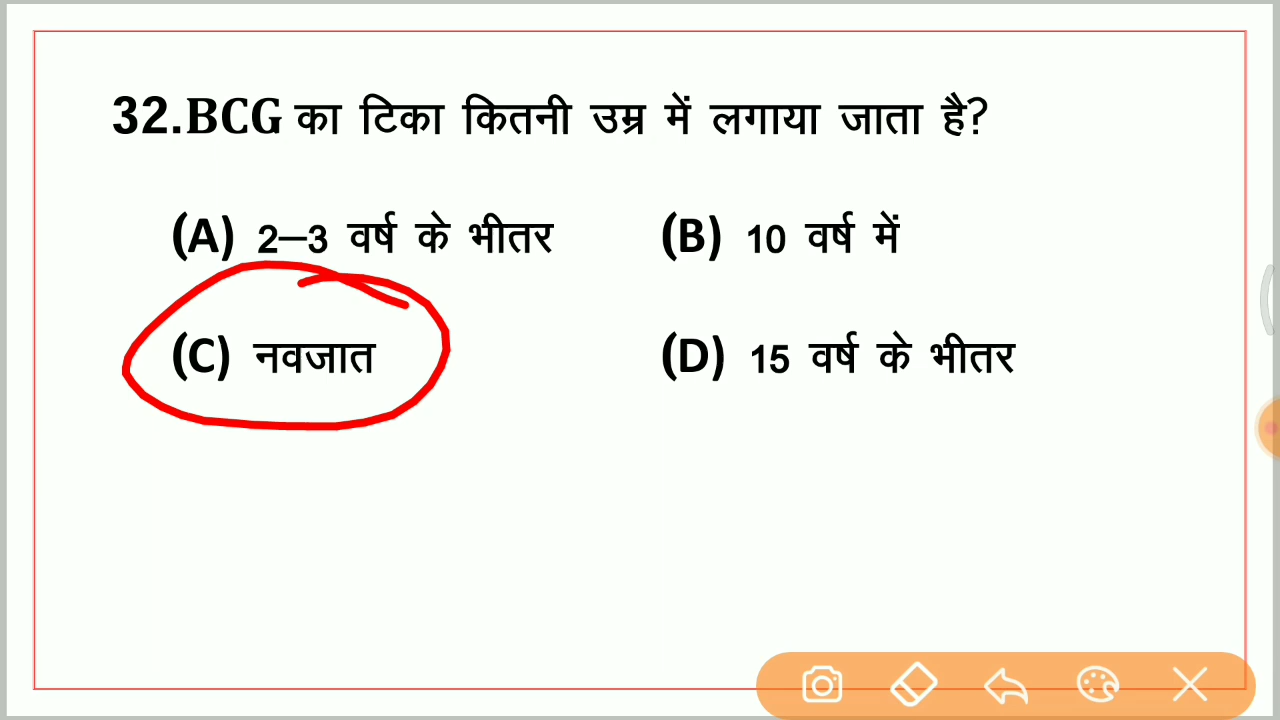 32.BCG का टिका कितनी उम्र में लगाया जाता है?
(A) 2–3 वर्ष के भीतर (B) 10 वर्ष में
(C) नवजात (D) 15 वर्ष के भीतर